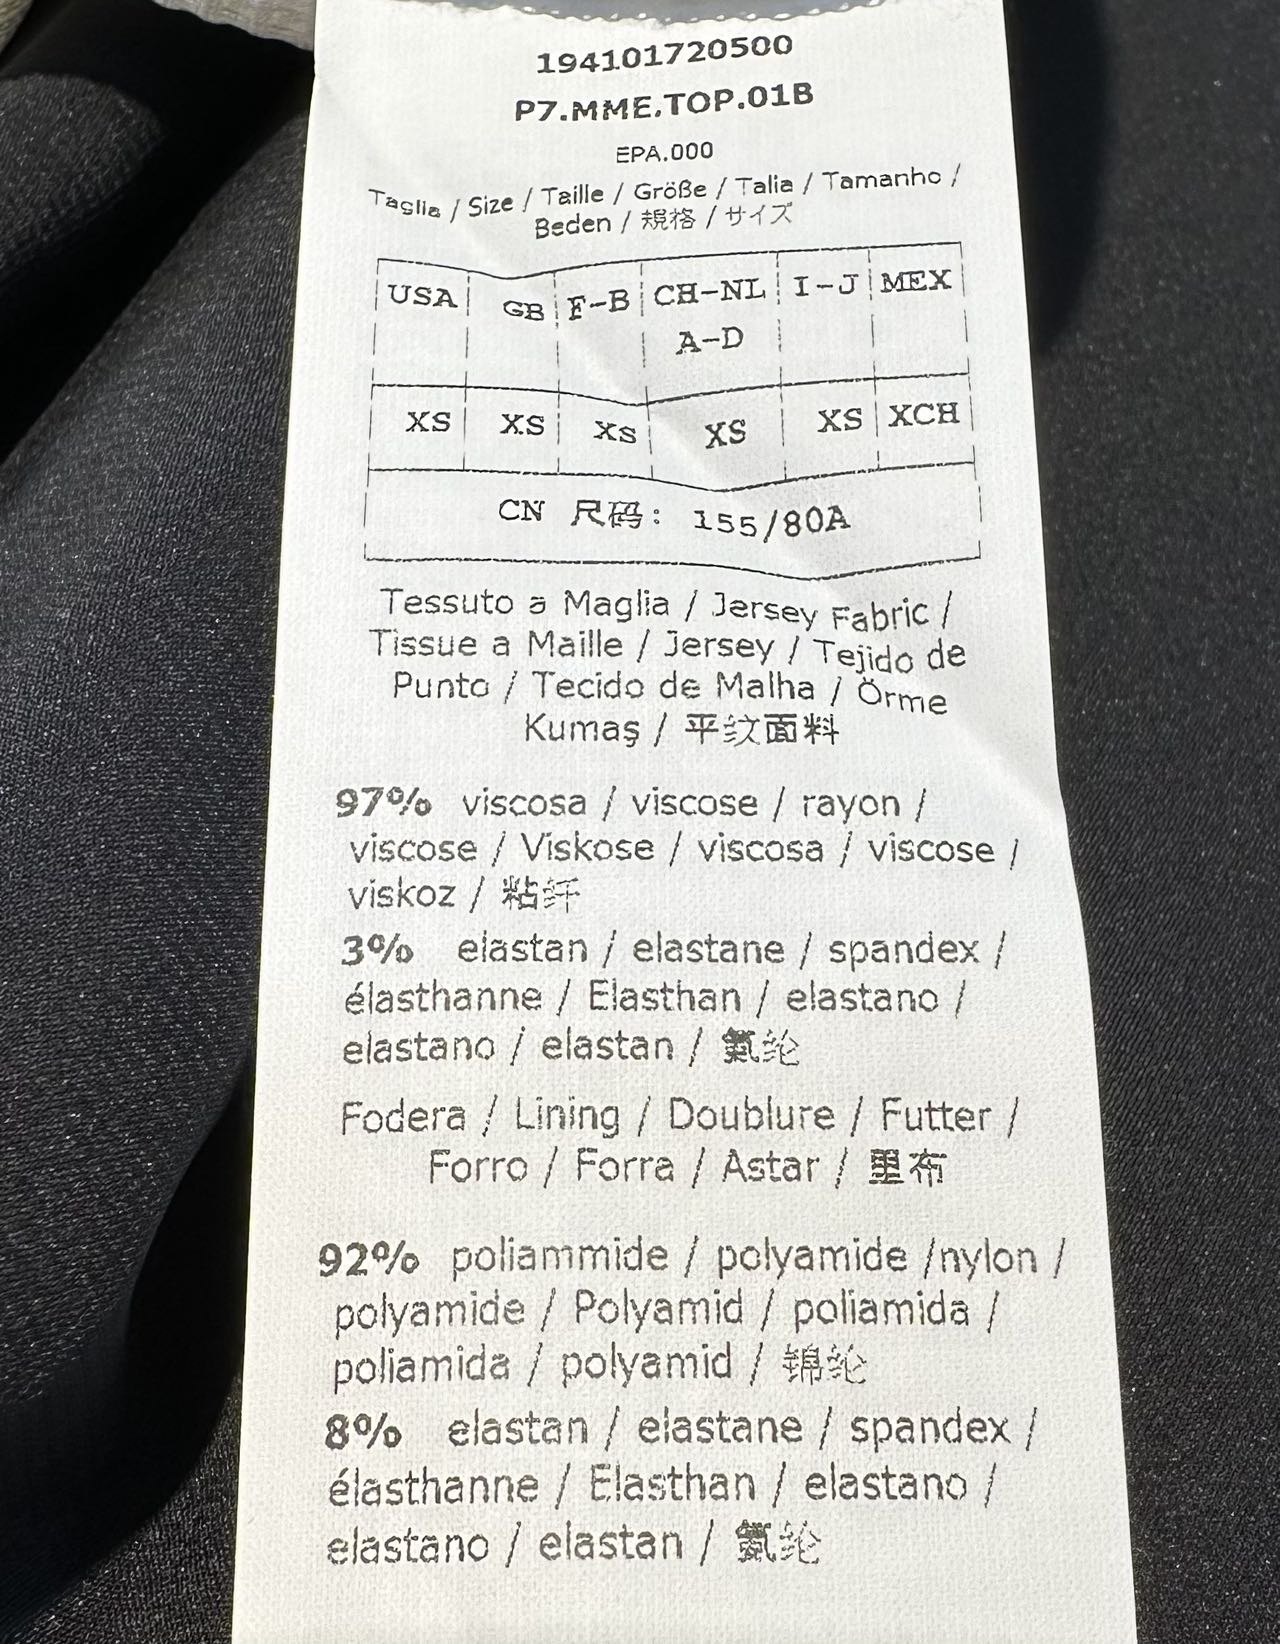 194101720500
P7.MME.TOP.01B
EPA.000
Taglia / Size / Taille / Größe / Talia / Tamanho /
Beden / 規格 / サイズ
USA GB F-B CH-NL I-J MEX
A-D
XS XS XS XS XS XCH
CN 尺码: 155/80A
Tessuto a Maglia / Jersey Fabric /
Tissue a Maille / Jersey / Tejido de
Punto / Tecido de Malha / Örme
Kumaş / 平纹面料
97% viscosa / viscose / rayon /
viscose / Viskose / viscosa / viscose /
viskoz / 粘纤
3% elastan / elastane / spandex /
élasthanne / Elasthan / elastano /
elastano / elastan / 氨纶
Fodera / Lining / Doublure / Futter /
Forro / Forra / Astar / 里布
92% poliammide / polyamide /nylon /
polyamide / Polyamid / poliamida /
poliamida / polyamid / 锦纶
8% elastan / elastane / spandex /
élasthanne / Elasthan / elastano /
elastano / elastan / 氨纶